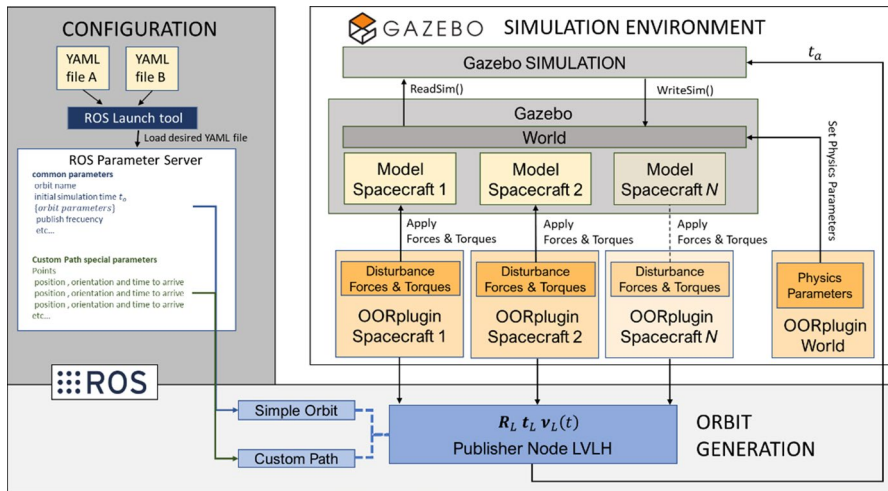 CONFIGURATION
YAML
file A
YAML
file B
ROS Launch tool
Load desired YAML file
ROS Parameter Server
common parameters
orbit name
initial simulation time tₐ
{orbit parameters}
publish frecuency
etc...
Custom Path special parameters
Points
position , orientation and time to arrive
position , orientation and time to arrive
position , orientation and time to arrive
etc...
GAZEBO SIMULATION ENVIRONMENT
Gazebo SIMULATION
tₐ
ReadSim()
WriteSim()
Gazebo
World
Set Physics Parameters
Model
Spacecraft 1
Model
Spacecraft 2
Model
Spacecraft N
Apply
Forces & Torques
Apply
Forces & Torques
Apply
Forces & Torques
Disturbance
Forces & Torques
OORplugin
Spacecraft 1
Disturbance
Forces & Torques
OORplugin
Spacecraft 2
Disturbance
Forces & Torques
OORplugin
Spacecraft N
Physics
Parameters
OORplugin
World
ROS
Simple Orbit
Custom Path
R_L t_L ν_L(t)
Publisher Node LVLH
ORBIT
GENERATION